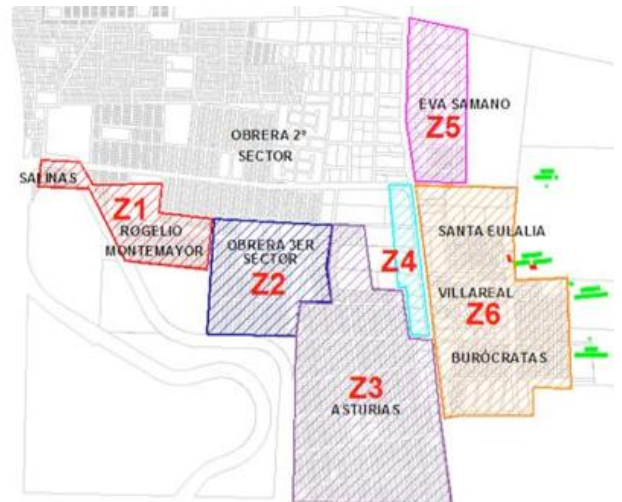 EVA SAMANO
Z5
OBRERA 2º
SECTOR
SALINAS
Z1
ROGELIO
MONTEMAYOR
OBRERA 3ER
SECTOR
Z2
Z4
SANTA EULALIA
VILLAREAL
Z6
BURÓCRATAS
Z3
ASTURIAS